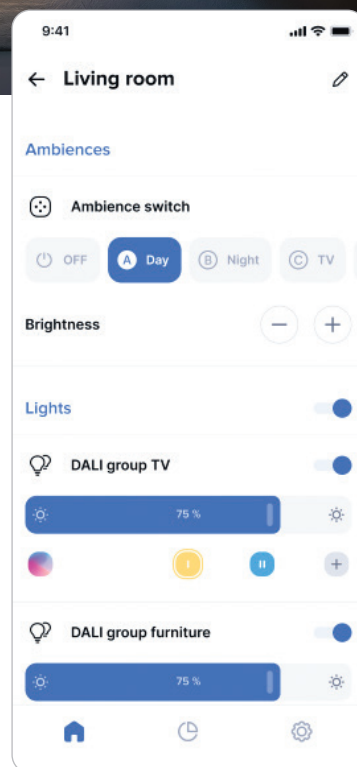 9:41
Living room
Ambiences
Ambience switch
OFF A Day B Night C TV
Brightness
Lights
DALI group TV
75 %
I II
DALI group furniture
75 %